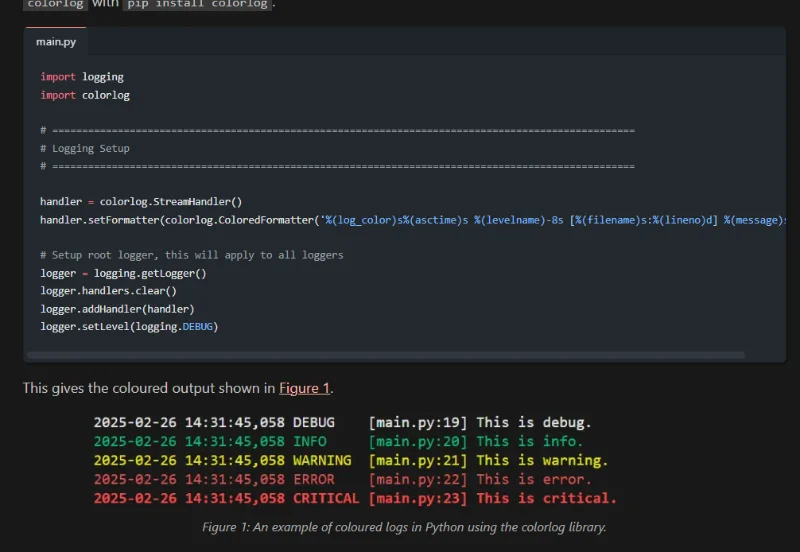 colorlog with pip install colorlog.
main.py
import logging
import colorlog
# ==================================================================================================
# Logging Setup
# ==================================================================================================
handler = colorlog.StreamHandler()
handler.setFormatter(colorlog.ColoredFormatter('%(log_color)s%(asctime)s %(levelname)-8s [%(filename)s:%(lineno)d] %(message)s
# Setup root logger, this will apply to all loggers
logger = logging.getLogger()
logger.handlers.clear()
logger.addHandler(handler)
logger.setLevel(logging.DEBUG)
This gives the coloured output shown in Figure 1.
2025-02-26 14:31:45,058 DEBUG    [main.py:19] This is debug.
2025-02-26 14:31:45,058 INFO     [main.py:20] This is info.
2025-02-26 14:31:45,058 WARNING  [main.py:21] This is warning.
2025-02-26 14:31:45,058 ERROR    [main.py:22] This is error.
2025-02-26 14:31:45,058 CRITICAL [main.py:23] This is critical.
Figure 1: An example of coloured logs in Python using the colorlog library.